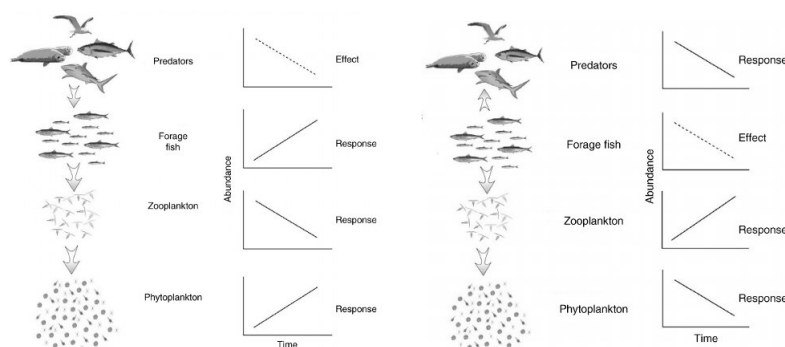 Predators
Effect
Forage
fish
Response
Abundance
Zooplankton
Response
Phytoplankton
Response
Time
Predators
Response
Forage fish
Effect
Abundance
Zooplankton
Response
Phytoplankton
Response
Time